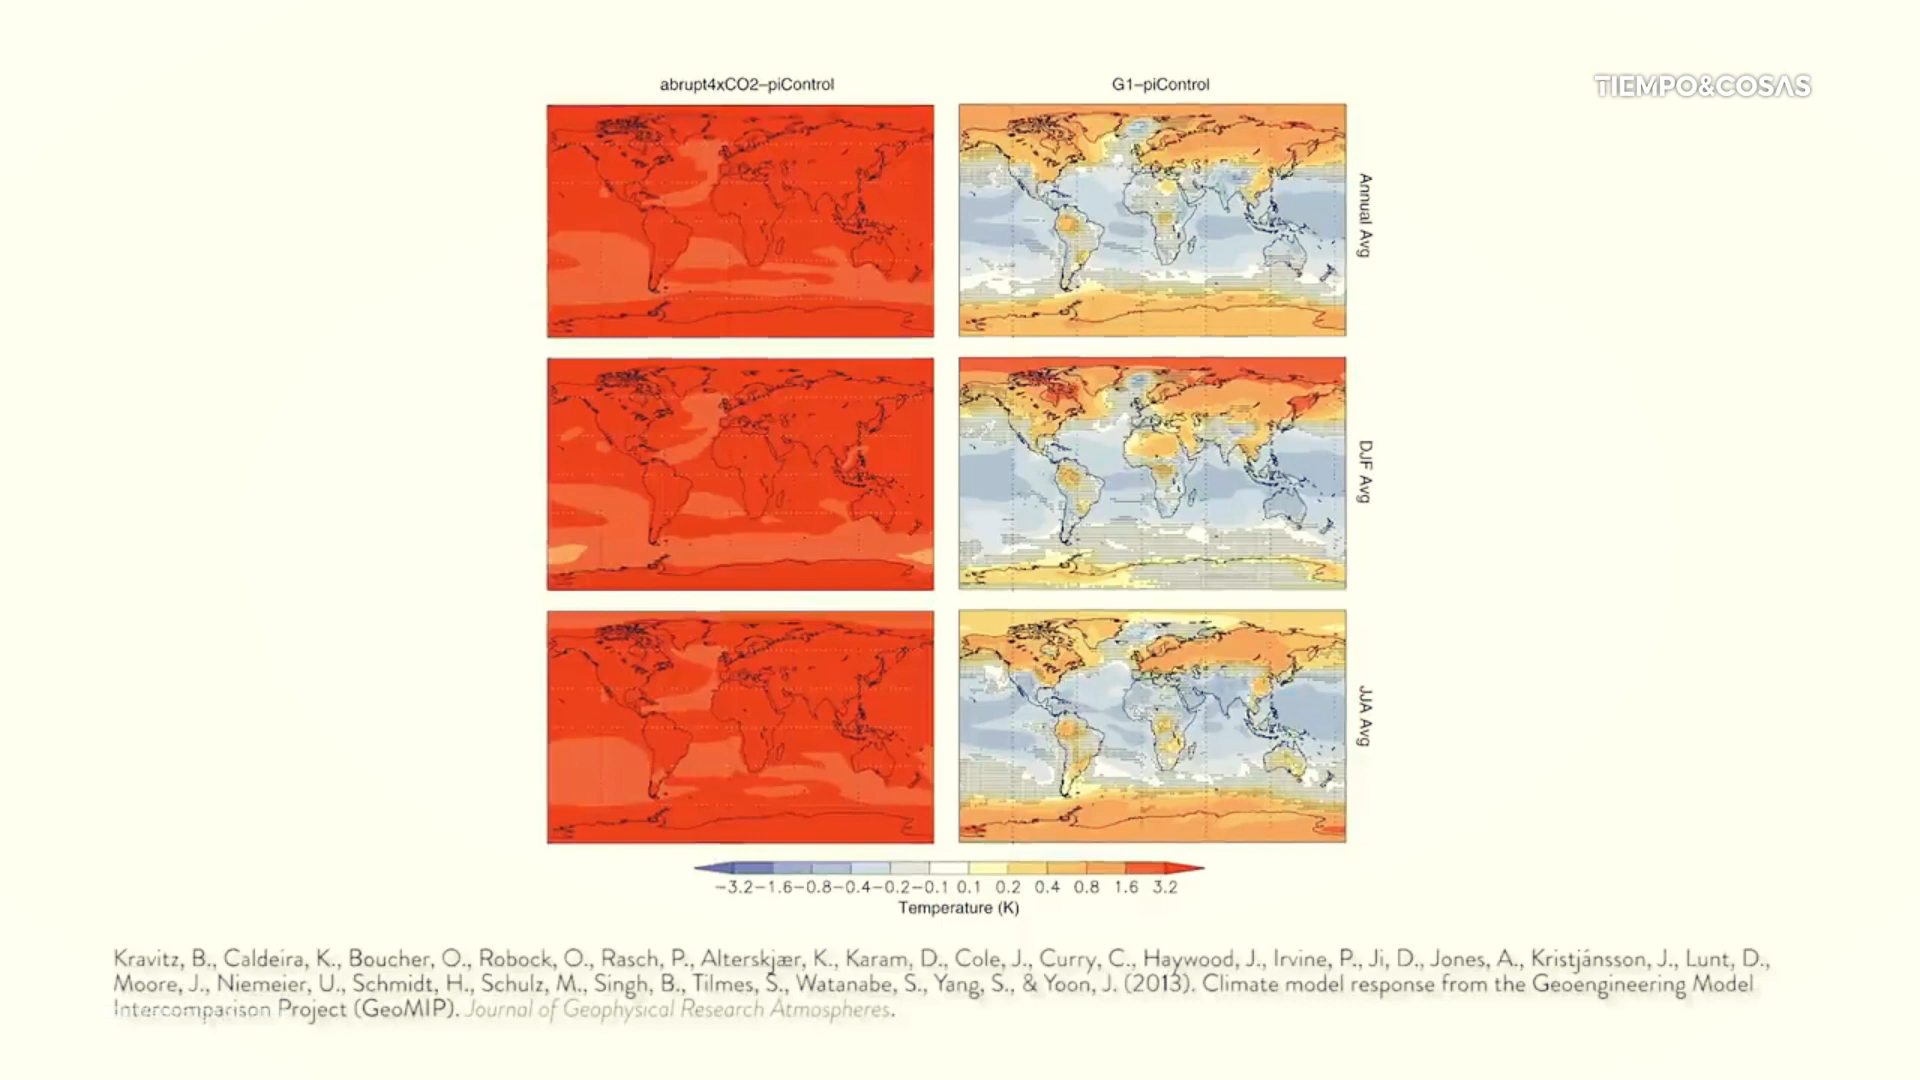 TIEMPO&COSAS
abrupt4xCO2–piControl
G1–piControl
Annual Avg
DJF Avg
JJA Avg
−3.2−1.6−0.8−0.4−0.2−0.1 0.1 0.2 0.4 0.8 1.6 3.2
Temperature (K)
Kravitz, B., Caldeira, K., Boucher, O., Robock, O., Rasch, P., Alterskjær, K., Karam, D., Cole, J., Curry, C., Haywood, J., Irvine, P., Ji, D., Jones, A., Kristjánsson, J., Lunt, D.,
Moore, J., Niemeier, U., Schmidt, H., Schulz, M., Singh, B., Tilmes, S., Watanabe, S., Yang, S., & Yoon, J. (2013). Climate model response from the Geoengineering Model
Intercomparison Project (GeoMIP). Journal of Geophysical Research Atmospheres.